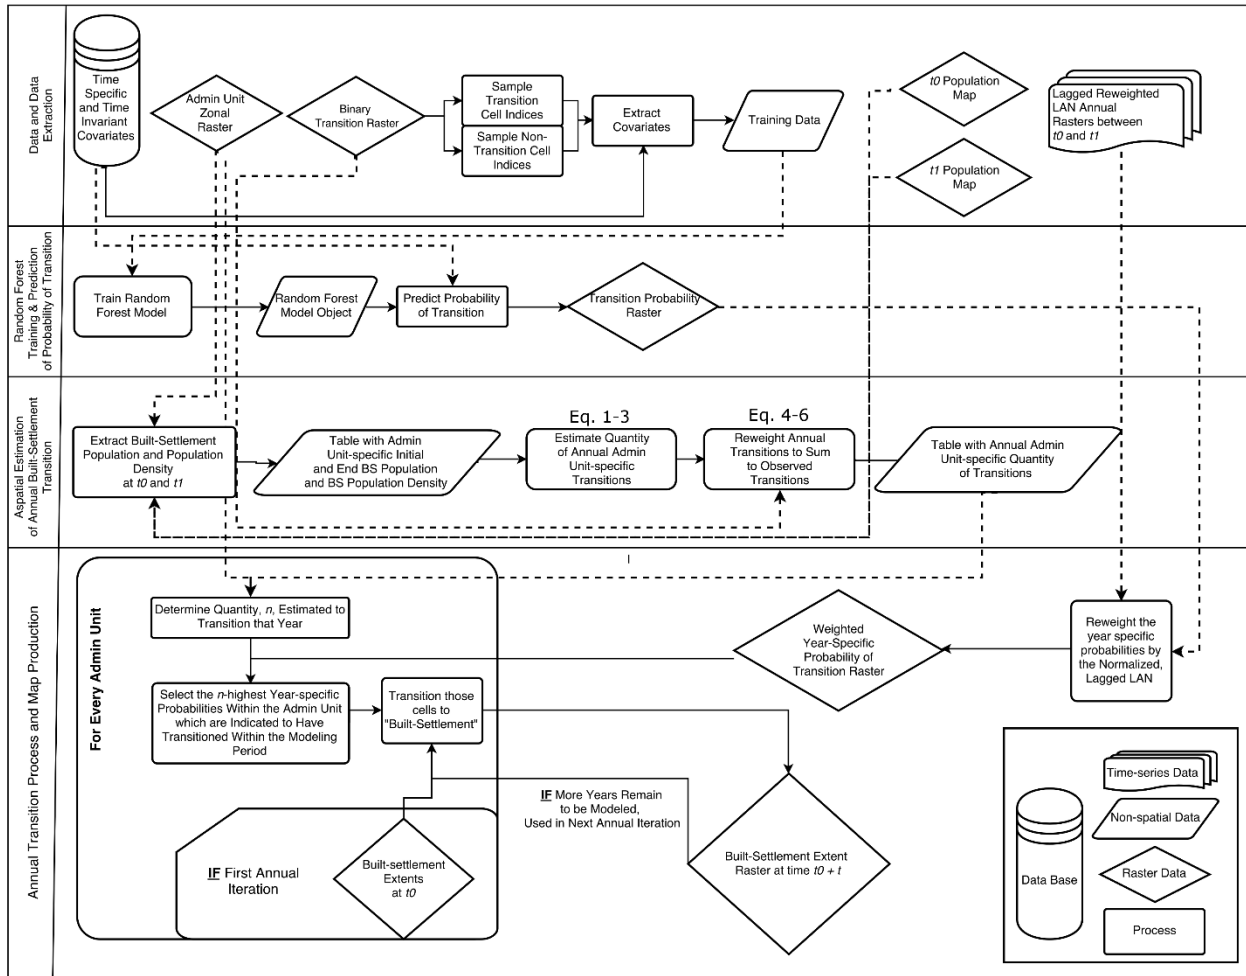 Data and Data
Extraction
Time
Specific
and Time
Invariant
Covariates
Admin Unit
Zonal
Raster
Binary
Transition Raster
Sample
Transition
Cell Indices
Sample Non-
Transition Cell
Indices
Extract
Covariates
Training Data
t0 Population
Map
t1 Population
Map
Lagged Reweighted
LAN Annual
Rasters between
t0 and t1
Random Forest
Training & Prediction
of Probability of Transition
Train Random
Forest Model
Random Forest
Model Object
Predict Probability
of Transition
Transition Probability
Raster
Aspatial Estimation
of Annual Built-Settlement
Transition
Extract Built-Settlement
Population and Population
Density
at t0 and t1
Table with Admin
Unit-specific Initial
and End BS Population
and BS Population Density
Eq. 1-3
Estimate Quantity
of Annual Admin
Unit-specific
Transitions
Eq. 4-6
Reweight Annual
Transitions to Sum
to Observed
Transitions
Table with Annual Admin
Unit-specific Quantity
of Transitions
Annual Transition Process and Map Production
For Every Admin Unit
Determine Quantity, n, Estimated to
Transition that Year
Select the n-highest Year-specific
Probabilities Within the Admin Unit
which are Indicated to Have
Transitioned Within the Modeling
Period
Transition those
cells to
"Built-Settlement"
IF First Annual
Iteration
Built-settlement
Extents
at t0
IF More Years Remain
to be Modeled,
Used in Next Annual Iteration
Built-Settlement Extent
Raster at time t0 + t
Weighted
Year-Specific
Probability of
Transition Raster
Reweight the
year specific
probabilities by
the Normalized,
Lagged LAN
Data Base
Time-series Data
Non-spatial Data
Raster Data
Process